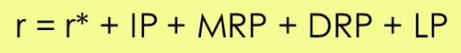 r = r* + IP + MRP + DRP + LP